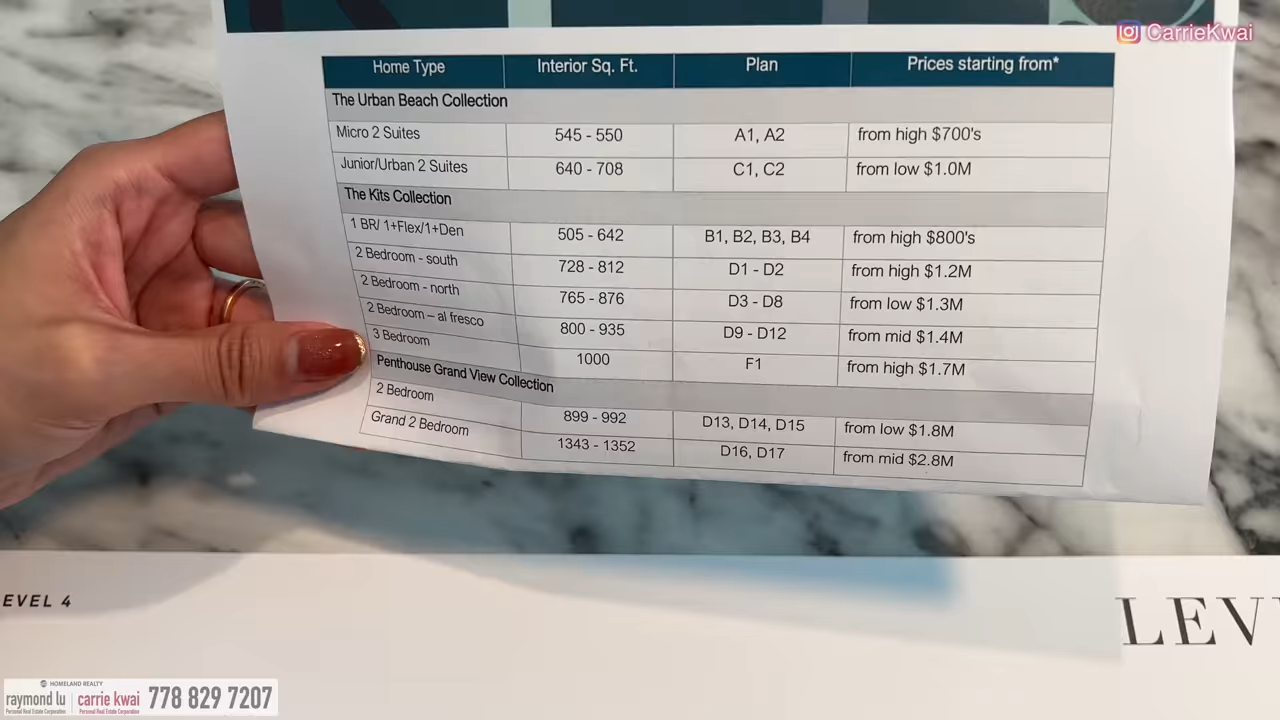 CarrieKwai
Home Type Interior Sq. Ft. Plan Prices starting from*
The Urban Beach Collection
Micro 2 Suites 545 - 550 A1, A2 from high $700's
Junior/Urban 2 Suites 640 - 708 C1, C2 from low $1.0M
The Kits Collection
1 BR/ 1+Flex/1+Den 505 - 642 B1, B2, B3, B4 from high $800's
2 Bedroom - south 728 - 812 D1 - D2 from high $1.2M
2 Bedroom - north 765 - 876 D3 - D8 from low $1.3M
2 Bedroom – al fresco 800 - 935 D9 - D12 from mid $1.4M
3 Bedroom 1000 F1 from high $1.7M
Penthouse Grand View Collection
2 Bedroom 899 - 992 D13, D14, D15 from low $1.8M
Grand 2 Bedroom 1343 - 1352 D16, D17 from mid $2.8M
EVEL 4
LEV
HOMELAND REALTY
raymond lu carrie kwai 778 829 7207
Personal Real Estate Corporation Personal Real Estate Corporation